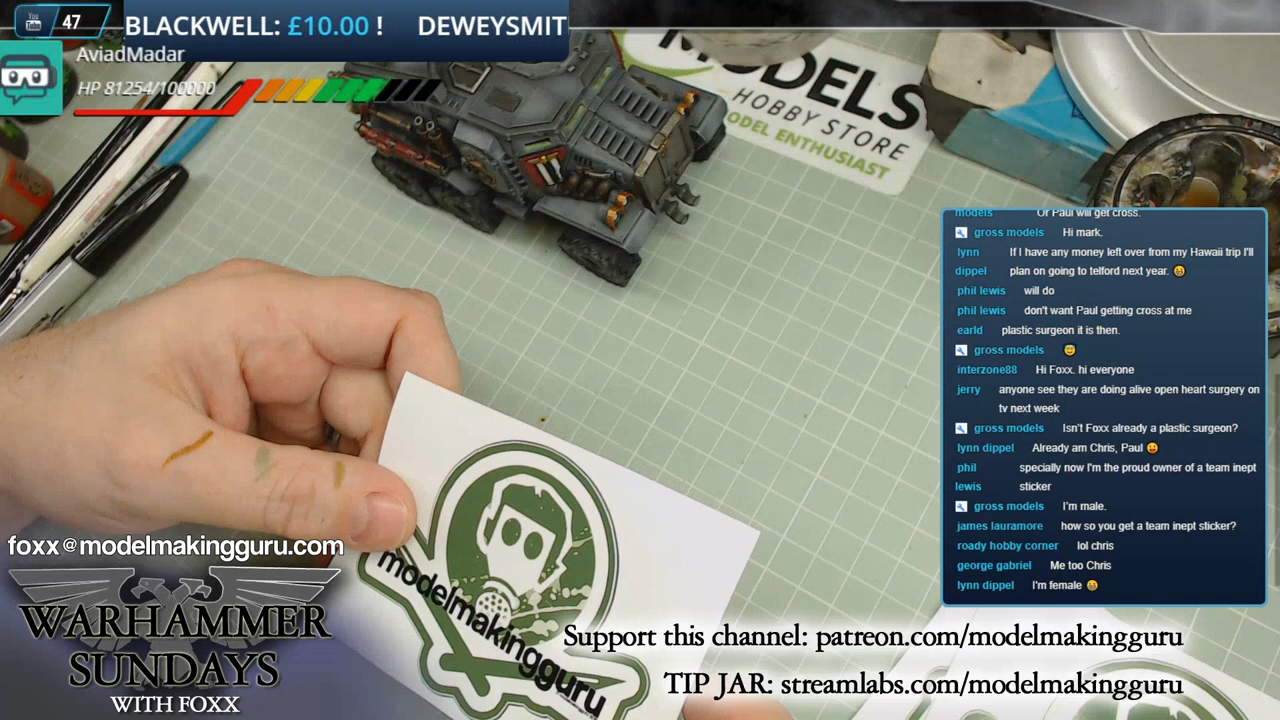 47
BLACKWELL: £10.00 ! DEWEYSMIT
AviadMadar
HP 81254/100000
MODELS
HOBBY STORE
ODEL ENTHUSIAST
models Or Paul will get cross.
gross models Hi mark.
lynn If I have any money left over from my Hawaii trip I'll
dippel plan on going to telford next year.
phil lewis will do
phil lewis don't want Paul getting cross at me
earld plastic surgeon it is then.
gross models
interzone88 Hi Foxx. hi everyone
jerry anyone see they are doing alive open heart surgery on
tv next week
gross models Isn't Foxx already a plastic surgeon?
lynn dippel Already am Chris, Paul
phil specially now I'm the proud owner of a team inept
lewis sticker
gross models I'm male.
james lauramore how so you get a team inept sticker?
roady hobby corner lol chris
george gabriel Me too Chris
lynn dippel I'm female
modelmakingguru
foxx@modelmakingguru.com
WARHAMMER
SUNDAYS
WITH FOXX
Support this channel: patreon.com/modelmakingguru
TIP JAR: streamlabs.com/modelmakingguru